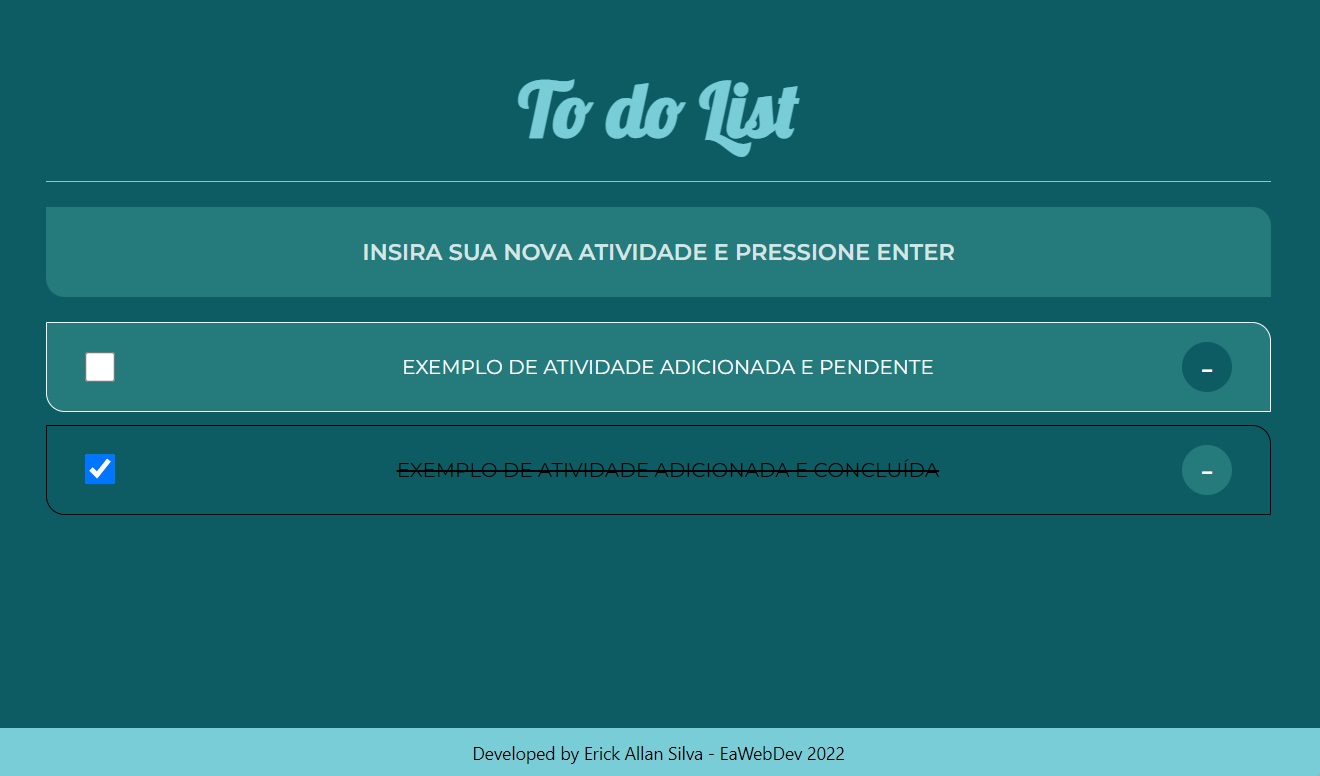 To do List
INSIRA SUA NOVA ATIVIDADE E PRESSIONE ENTER
EXEMPLO DE ATIVIDADE ADICIONADA E PENDENTE
-
EXEMPLO DE ATIVIDADE ADICIONADA E CONCLUÍDA
-
Developed by Erick Allan Silva - EaWebDev 2022